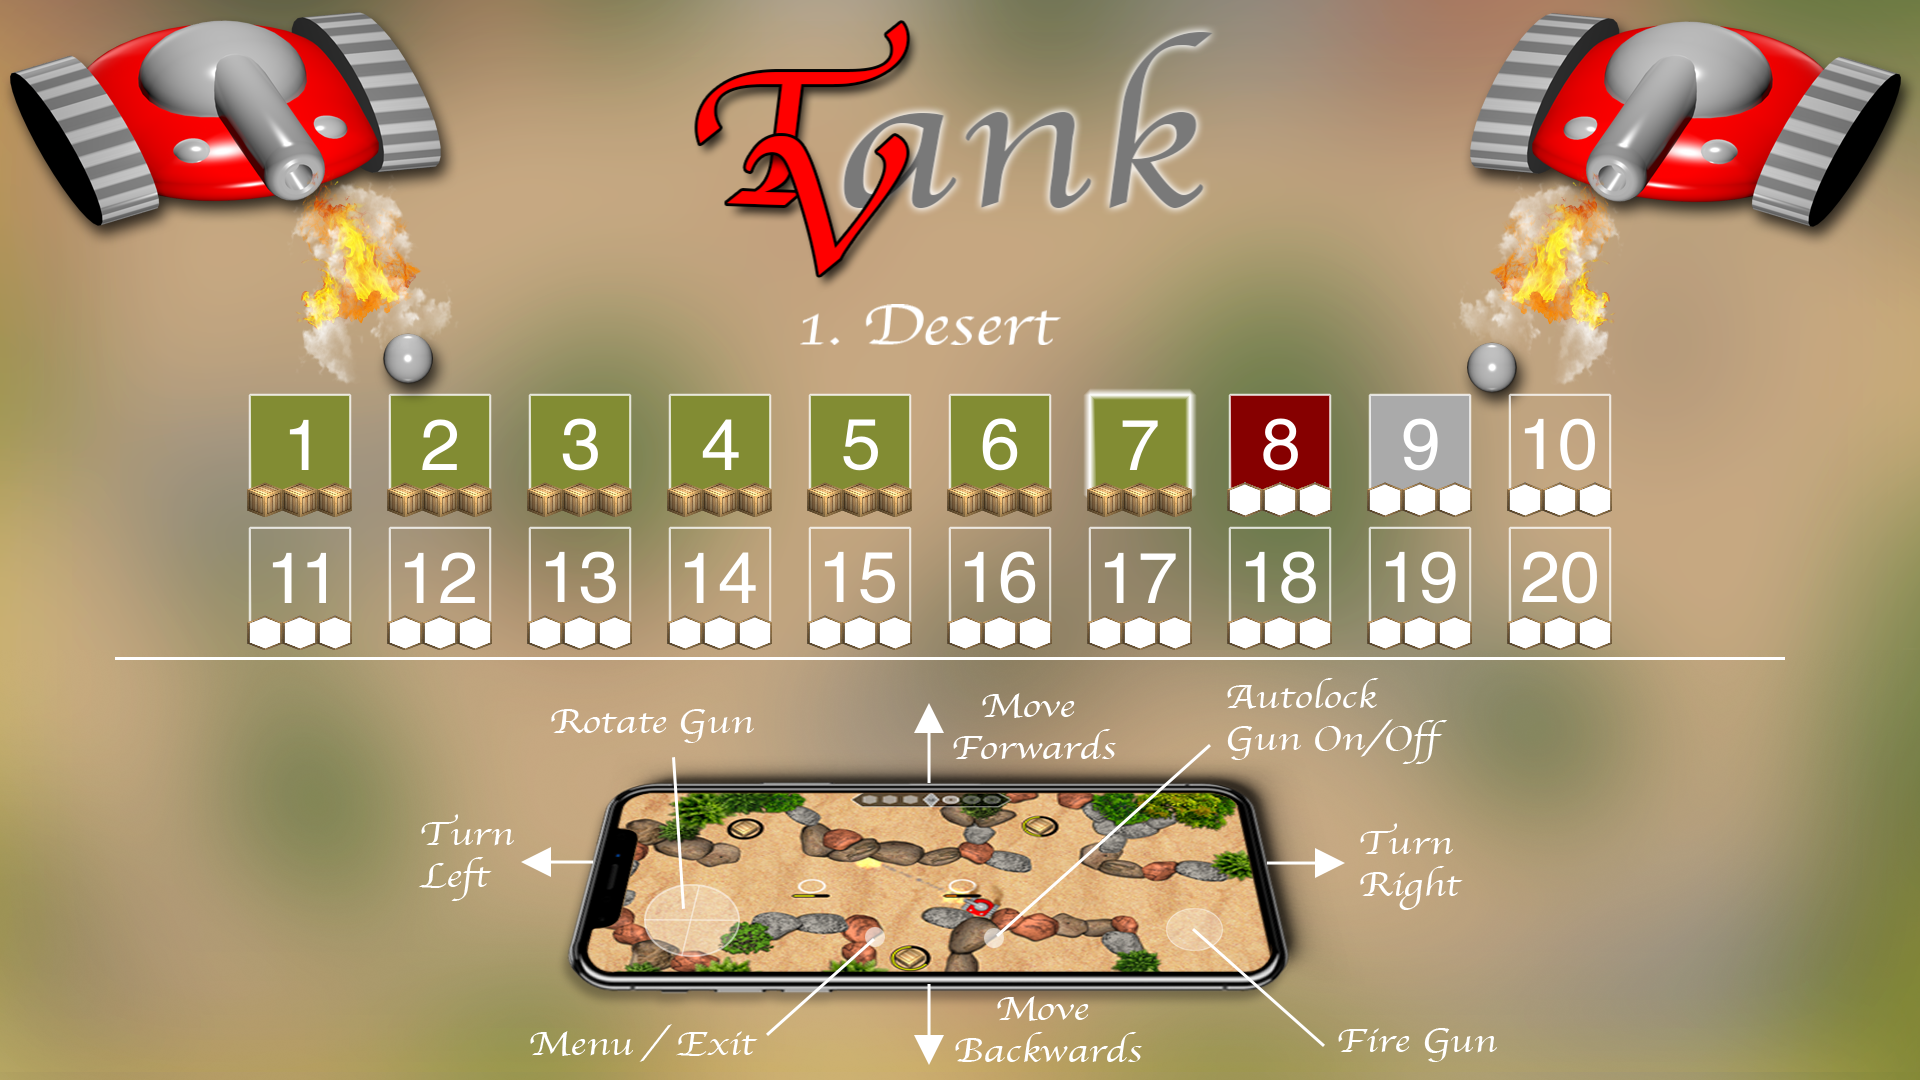 Tank
TV
1. Desert
1 2 3 4 5 6 7 8 9 10
11 12 13 14 15 16 17 18 19 20
Rotate Gun
Move
Forwards
Autolock
Gun On/Off
Turn
Left
Turn
Right
Menu / Exit
Move
Backwards
Fire Gun